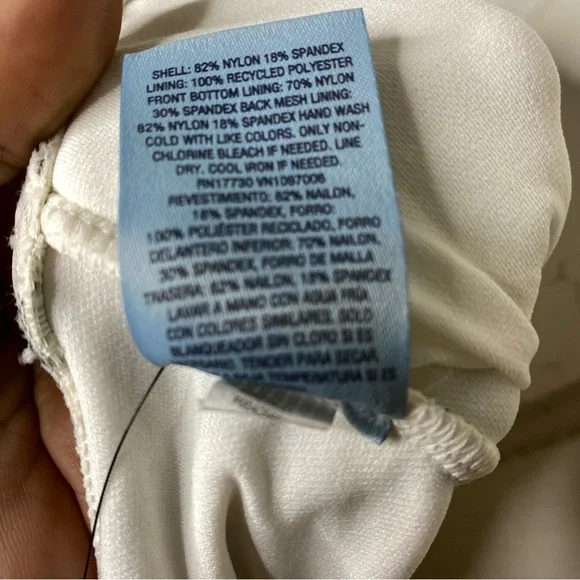 SHELL: 82% NYLON 18% SPANDEX
LINING: 100% RECYCLED POLYESTER
FRONT BOTTOM LINING: 70% NYLON
30% SPANDEX BACK MESH LINING:
82% NYLON 18% SPANDEX HAND WASH
COLD WITH LIKE COLORS. ONLY NON-
CHLORINE BLEACH IF NEEDED. LINE
DRY. COOL IRON IF NEEDED.
RN17730 VN1097006
REVESTIMIENTO: 82% NAILON,
18% SPANDEX, FORRO:
100% POLIÉSTER RECICLADO, FORRO
DELANTERO INFERIOR: 70% NAILON,
30% SPANDEX, FORRO DE MALLA
TRASERA: 82% NAILON, 18% SPANDEX
LAVAR A MANO CON AGUA FRÍA
CON COLORES SIMILARES. SOLO
BLANQUEADOR SIN CLORO SI ES
TENDER PARA SECAR.
TEMPERATURA SI ES